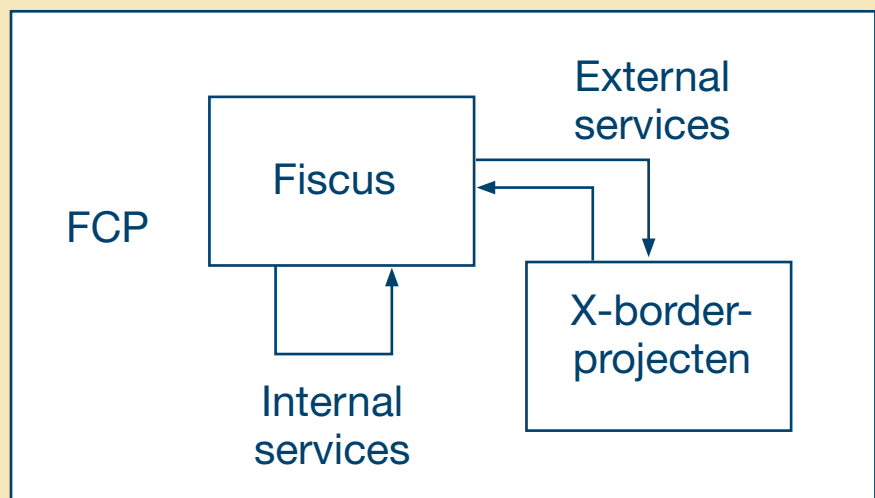 External
services
Fiscus
FCP
X-border-
projecten
Internal
services